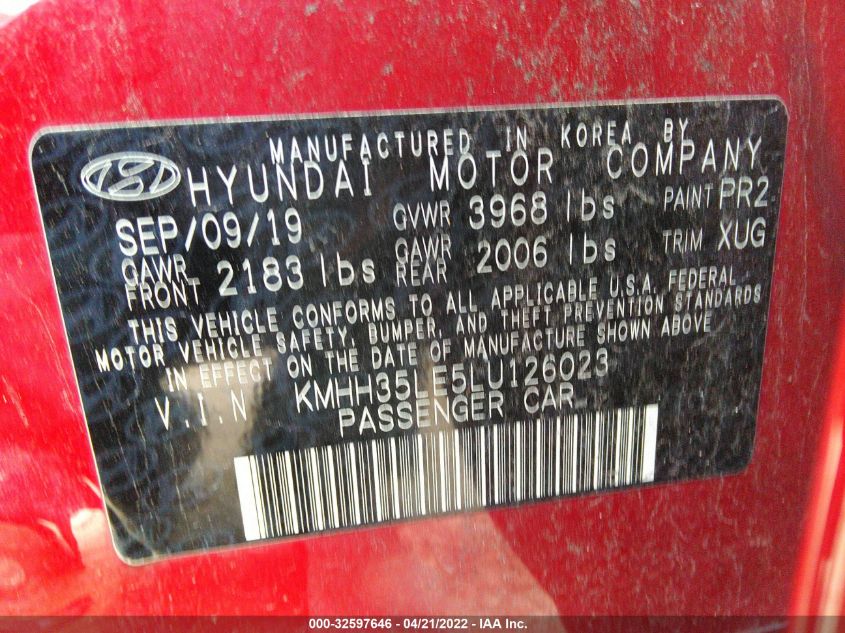 MANUFACTURED IN KOREA BY
HYUNDAI MOTOR COMPANY
SEP/09/19 GVWR 3968 lbs PAINT PR2
GAWR FRONT 2183 lbs GAWR REAR 2006 lbs TRIM XUG
THIS VEHICLE CONFORMS TO ALL APPLICABLE U.S.A. FEDERAL
MOTOR VEHICLE SAFETY, BUMPER, AND THEFT PREVENTION STANDARDS
IN EFFECT ON THE DATE OF MANUFACTURE SHOWN ABOVE
V.I.N KMHH35LE5LU126023
PASSENGER CAR
000-32597646 - 04/21/2022 - IAA Inc.